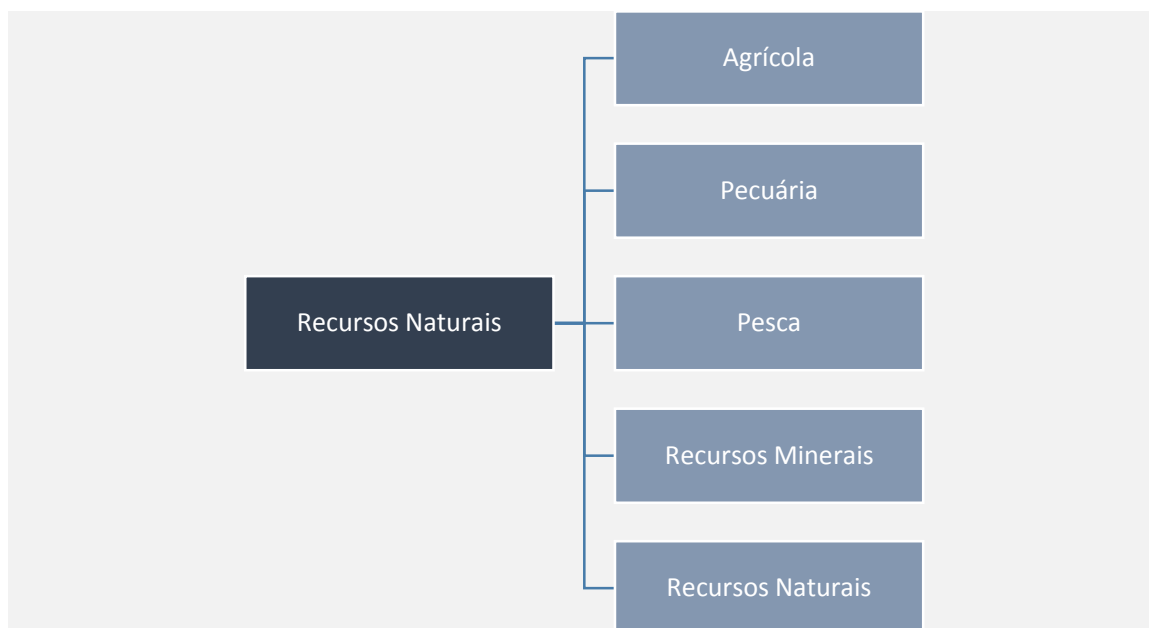 Agrícola
Pecuária
Recursos Naturais
Pesca
Recursos Minerais
Recursos Naturais